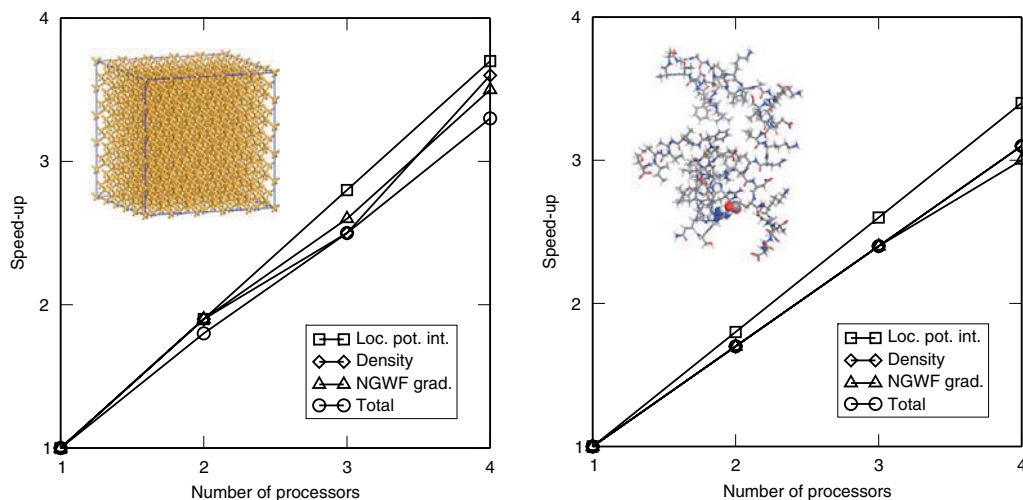 4
3
2
1
Speed-up
1
2
3
4
Number of processors
Loc. pot. int.
Density
NGWF grad.
Total
4
3
2
1
Speed-up
1
2
3
4
Number of processors
Loc. pot. int.
Density
NGWF grad.
Total